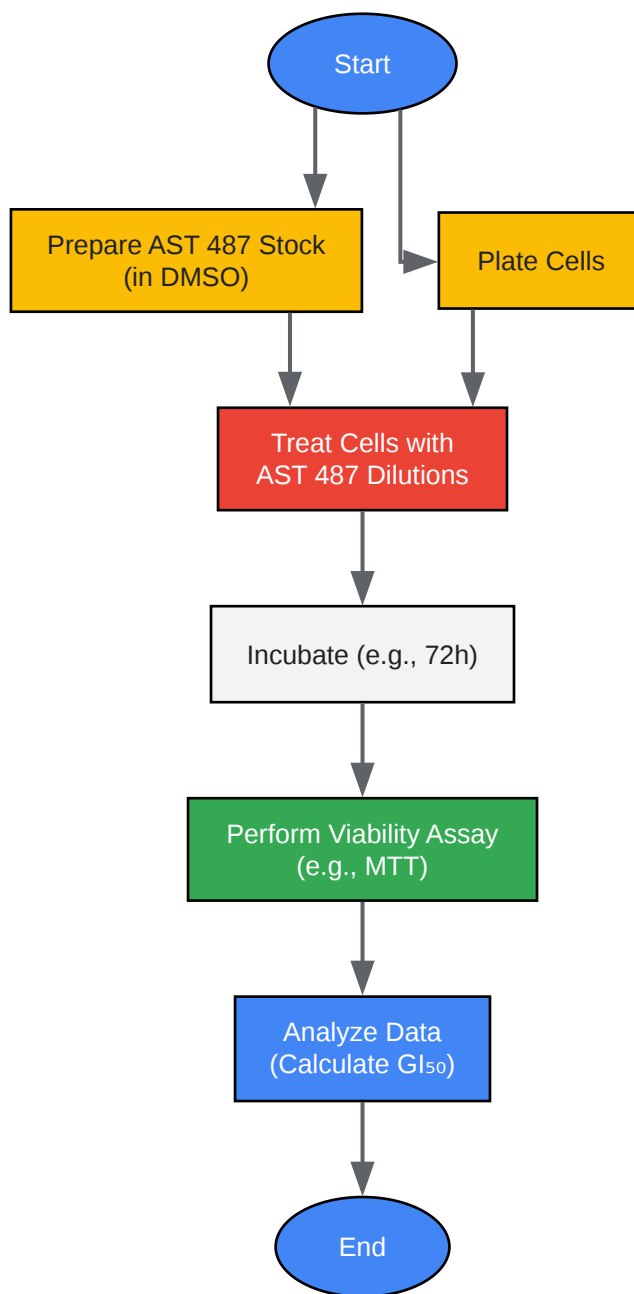 Start
Prepare AST 487 Stock
(in DMSO)
Plate Cells
Treat Cells with
AST 487 Dilutions
Incubate (e.g., 72h)
Perform Viability Assay
(e.g., MTT)
Analyze Data
(Calculate GI₅₀)
End